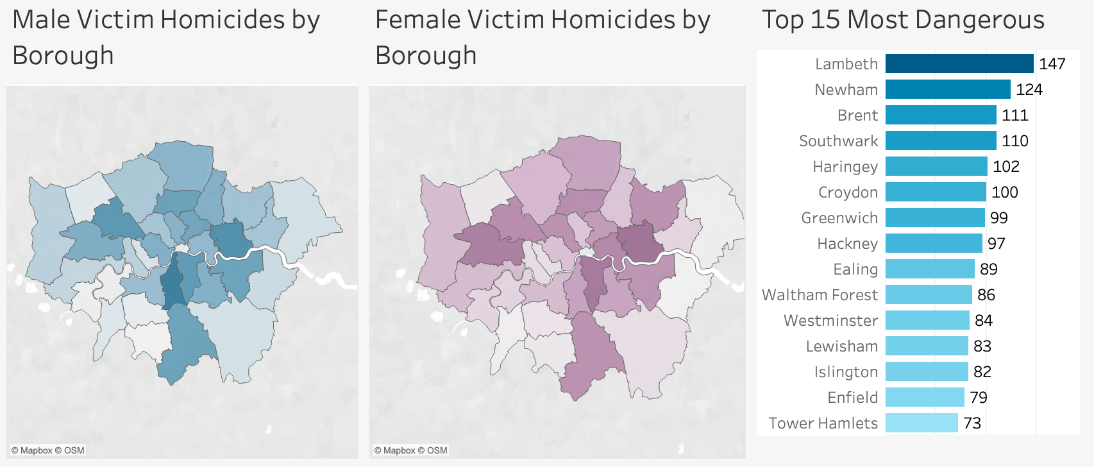 Male Victim Homicides by
Borough
© Mapbox © OSM
Female Victim Homicides by
Borough
© Mapbox © OSM
Top 15 Most Dangerous
Lambeth 147
Newham 124
Brent 111
Southwark 110
Haringey 102
Croydon 100
Greenwich 99
Hackney 97
Ealing 89
Waltham Forest 86
Westminster 84
Lewisham 83
Islington 82
Enfield 79
Tower Hamlets 73